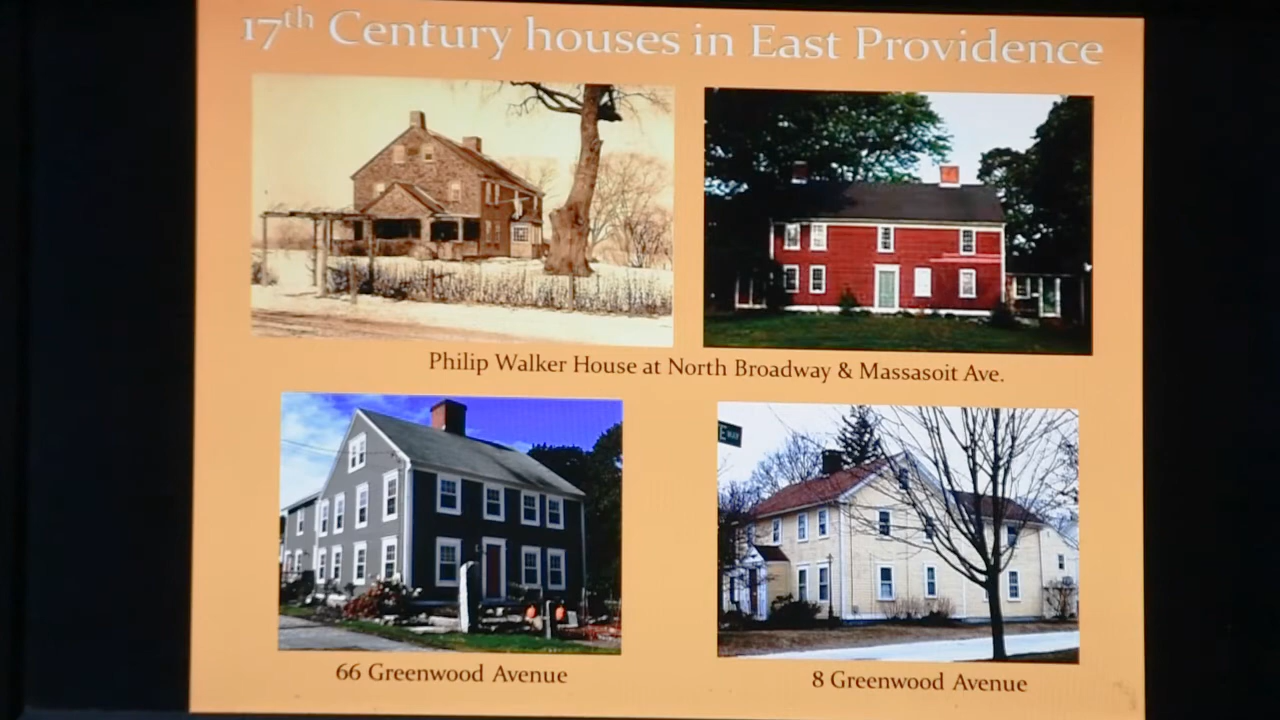 17th Century houses in East Providence
Philip Walker House at North Broadway & Massasoit Ave.
66 Greenwood Avenue
8 Greenwood Avenue